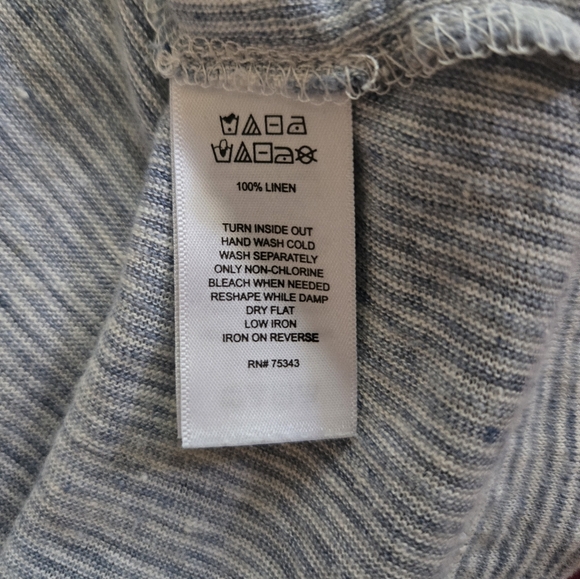 100% LINEN
TURN INSIDE OUT
HAND WASH COLD
WASH SEPARATELY
ONLY NON-CHLORINE
BLEACH WHEN NEEDED
RESHAPE WHILE DAMP
DRY FLAT
LOW IRON
IRON ON REVERSE
RN# 75343